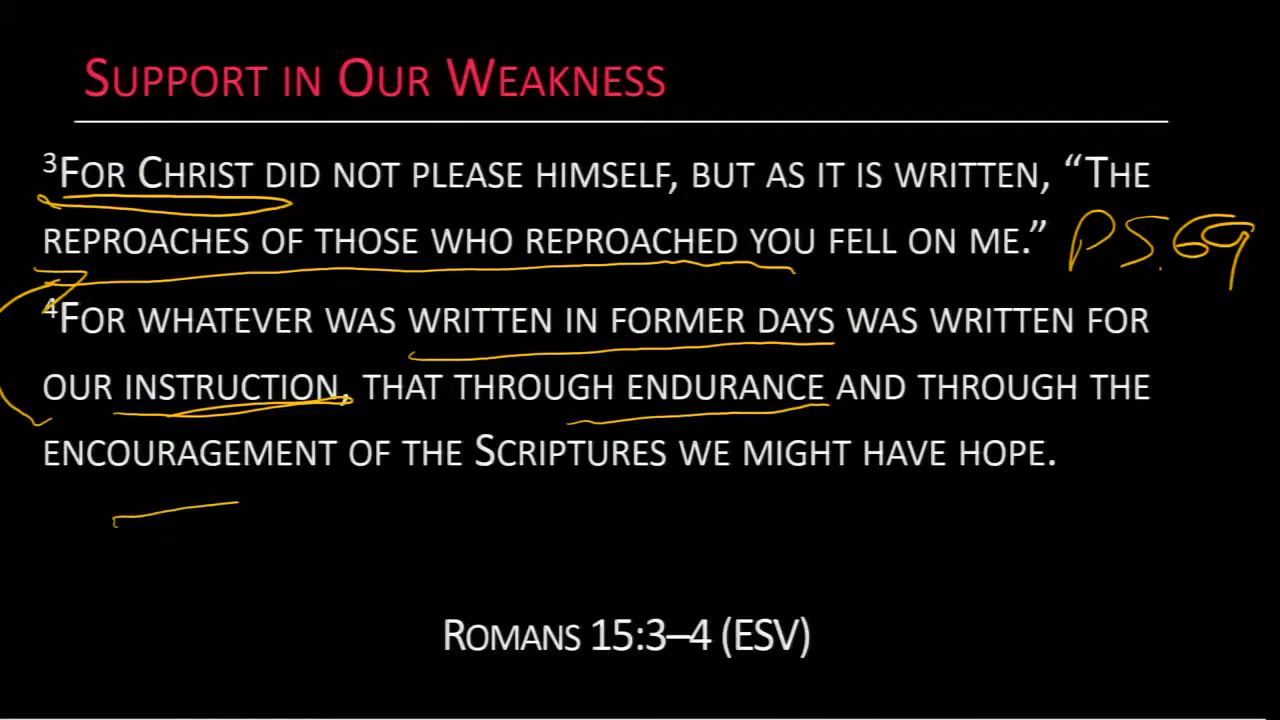 Support in Our Weakness
³For Christ did not please himself, but as it is written, “The
reproaches of those who reproached you fell on me.” PS. 69
⁴For whatever was written in former days was written for
our instruction, that through endurance and through the
encouragement of the Scriptures we might have hope.
Romans 15:3–4 (ESV)